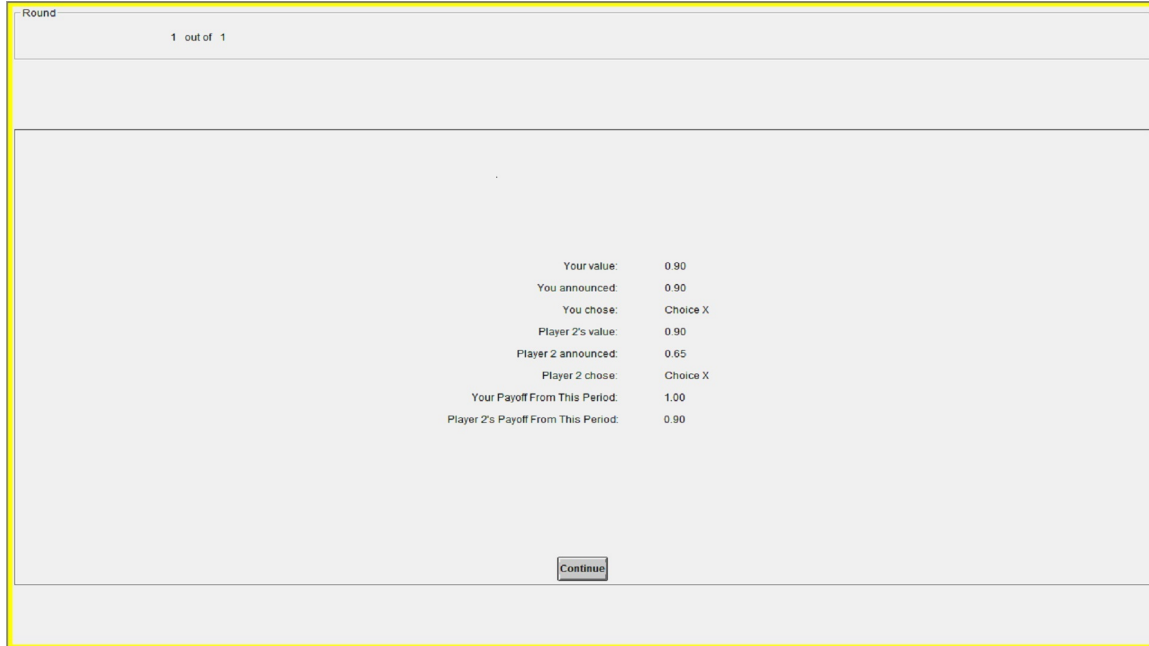 Round
1 out of 1
Your value: 0.90
You announced: 0.90
You chose: Choice X
Player 2's value: 0.90
Player 2 announced: 0.65
Player 2 chose: Choice X
Your Payoff From This Period: 1.00
Player 2's Payoff From This Period: 0.90
Continue